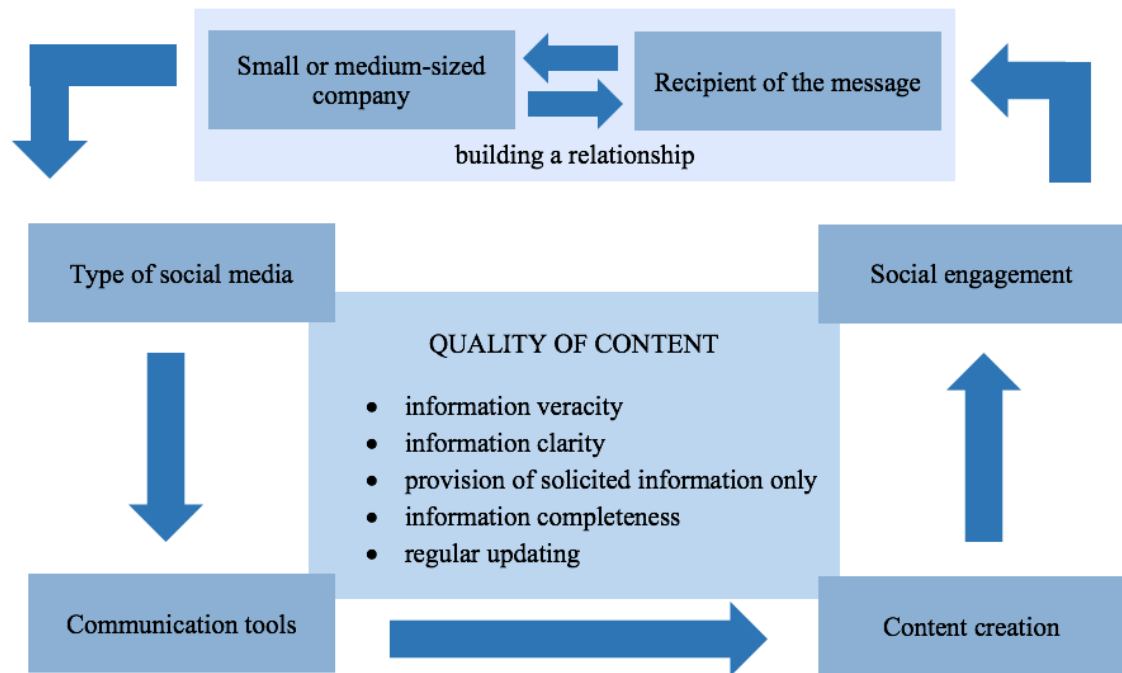 Small or medium-sized
company
Recipient of the message
building a relationship
Type of social media
Social engagement
QUALITY OF CONTENT
• information veracity
• information clarity
• provision of solicited information only
• information completeness
• regular updating
Communication tools
Content creation